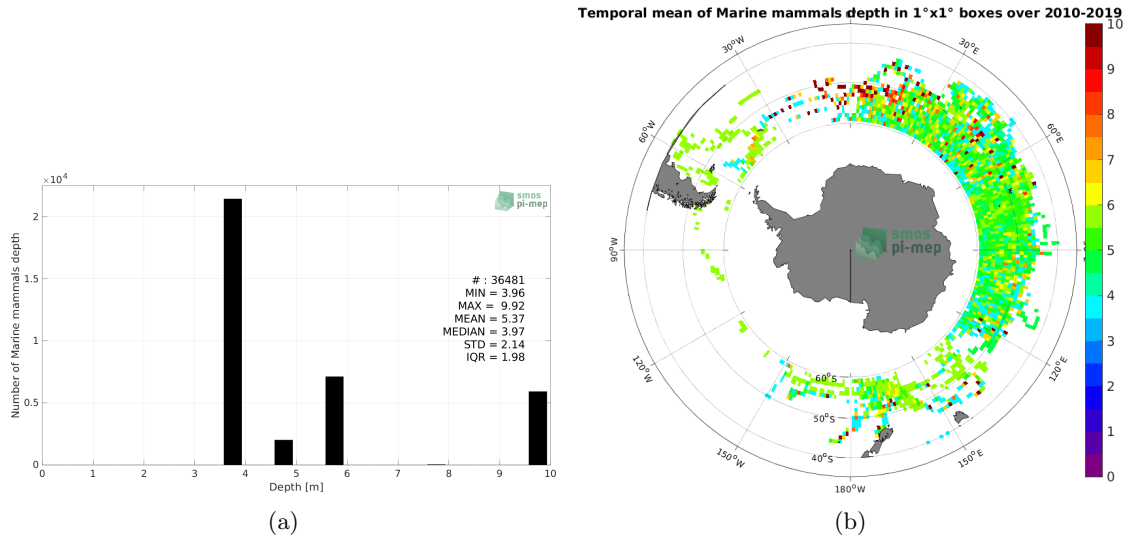 Temporal mean of Marine mammals depth in 1°x1° boxes over 2010-2019
×10⁴
Number of Marine mammals depth
2
1.5
1
0.5
0
0 1 2 3 4 5 6 7 8 9 10
Depth [m]
smos
pi-mep
# : 36481
MIN = 3.96
MAX = 9.92
MEAN = 5.37
MEDIAN = 3.97
STD = 2.14
IQR = 1.98
(a)
30°W
30°E
60°W
60°E
90°W
120°W
120°E
150°W
150°E
180°W
60°S
50°S
40°S
smos
pi-mep
10
9
8
7
6
5
4
3
2
1
0
(b)